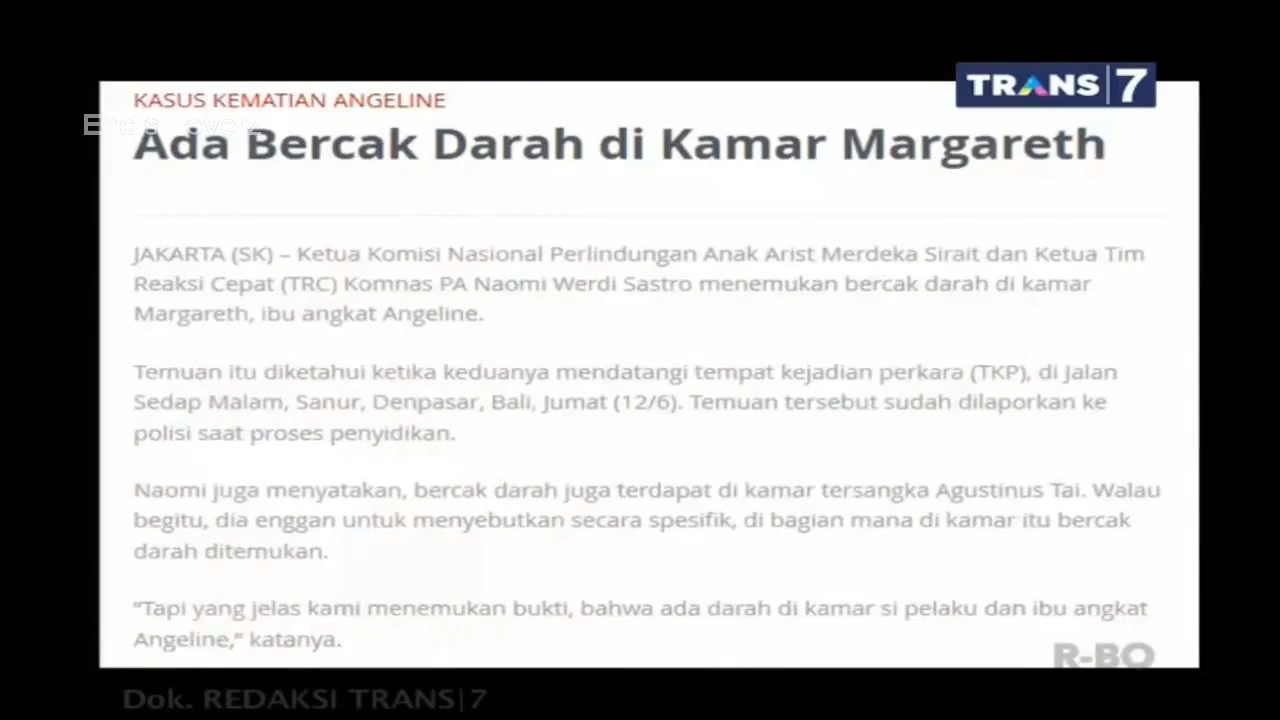 TRANS|7
KASUS KEMATIAN ANGELINE
Ada Bercak Darah di Kamar Margareth
JAKARTA (SK) – Ketua Komisi Nasional Perlindungan Anak Arist Merdeka Sirait dan Ketua Tim
Reaksi Cepat (TRC) Komnas PA Naomi Werdi Sastro menemukan bercak darah di kamar
Margareth, ibu angkat Angeline.
Temuan itu diketahui ketika keduanya mendatangi tempat kejadian perkara (TKP), di Jalan
Sedap Malam, Sanur, Denpasar, Bali, Jumat (12/6). Temuan tersebut sudah dilaporkan ke
polisi saat proses penyidikan.
Naomi juga menyatakan, bercak darah juga terdapat di kamar tersangka Agustinus Tai. Walau
begitu, dia enggan untuk menyebutkan secara spesifik, di bagian mana di kamar itu bercak
darah ditemukan.
"Tapi yang jelas kami menemukan bukti, bahwa ada darah di kamar si pelaku dan ibu angkat
Angeline," katanya.
R-BO
Dok. REDAKSI TRANS|7